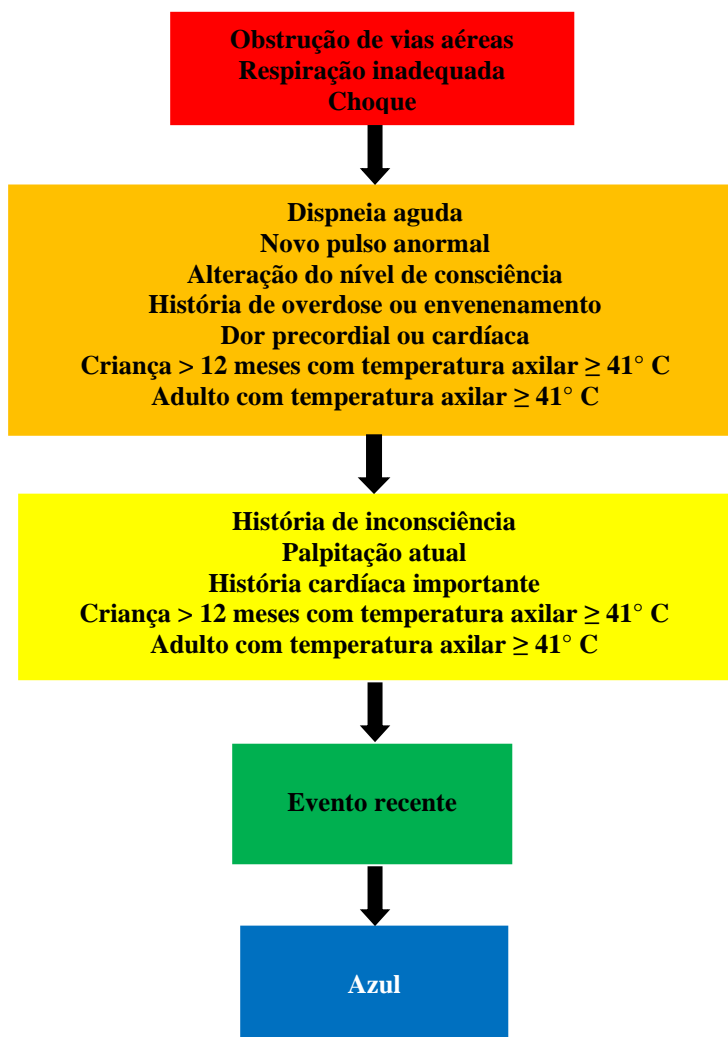 Obstrução de vias aéreas
Respiração inadequada
Choque
Dispneia aguda
Novo pulso anormal
Alteração do nível de consciência
História de overdose ou envenenamento
Dor precordial ou cardíaca
Criança > 12 meses com temperatura axilar ≥ 41° C
Adulto com temperatura axilar ≥ 41° C
História de inconsciência
Palpitação atual
História cardíaca importante
Criança > 12 meses com temperatura axilar ≥ 41° C
Adulto com temperatura axilar ≥ 41° C
Evento recente
Azul